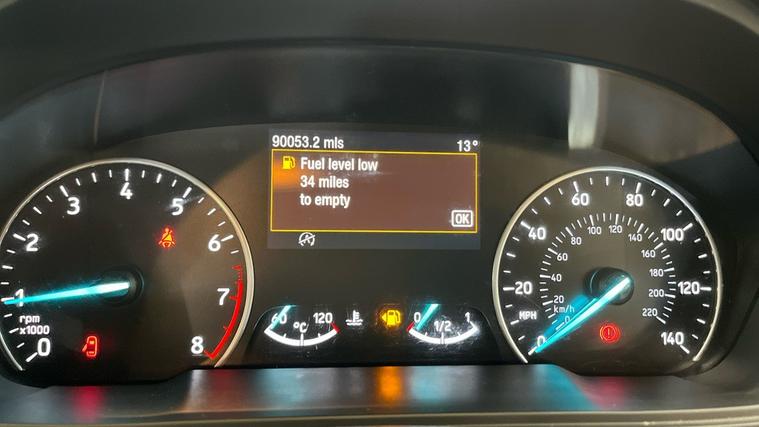 90053.2 mls 13°
Fuel level low
34 miles
to empty
OK
0 1 2 3 4 5 6 7 8
rpm
x1000
60 120
°C
0 1/2 1
0 20 40 60 80 100 120 140
MPH
0 20 40 60 80 100 120 140 160 180 200 220
km/h